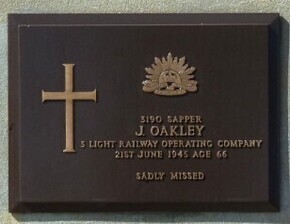 3190 SAPPER
J. OAKLEY
5 LIGHT RAILWAY OPERATING COMPANY
21ST JUNE 1945 AGE 66
SADLY MISSED